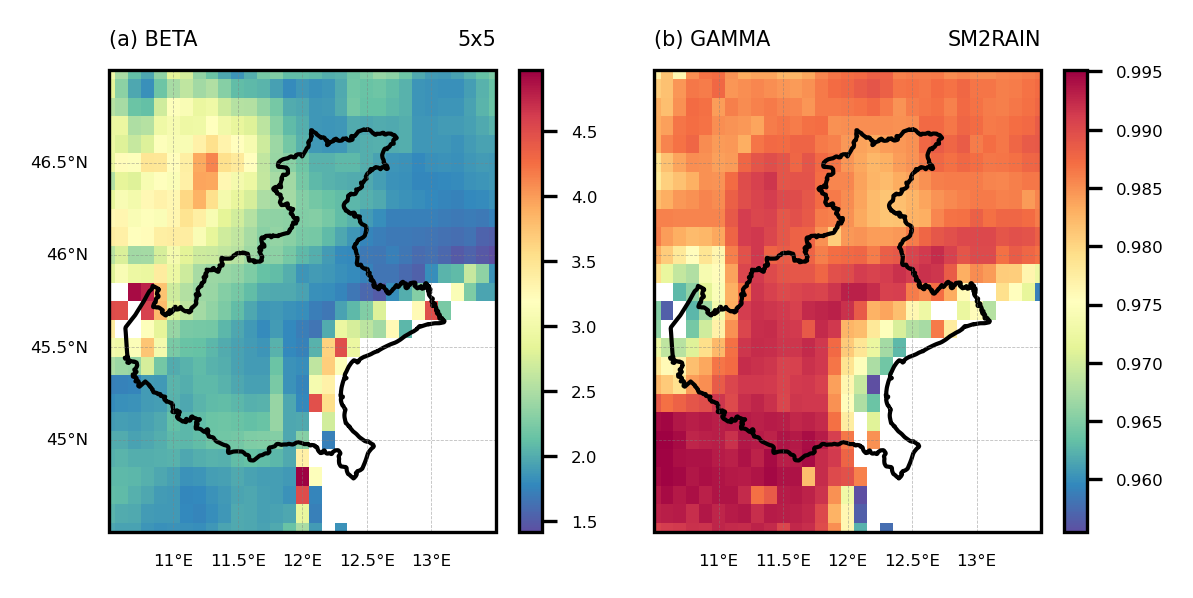 (a) BETA 5x5
46.5°N
46°N
45.5°N
45°N
11°E 11.5°E 12°E 12.5°E 13°E
4.5
4.0
3.5
3.0
2.5
2.0
1.5
(b) GAMMA SM2RAIN
11°E 11.5°E 12°E 12.5°E 13°E
0.995
0.990
0.985
0.980
0.975
0.970
0.965
0.960